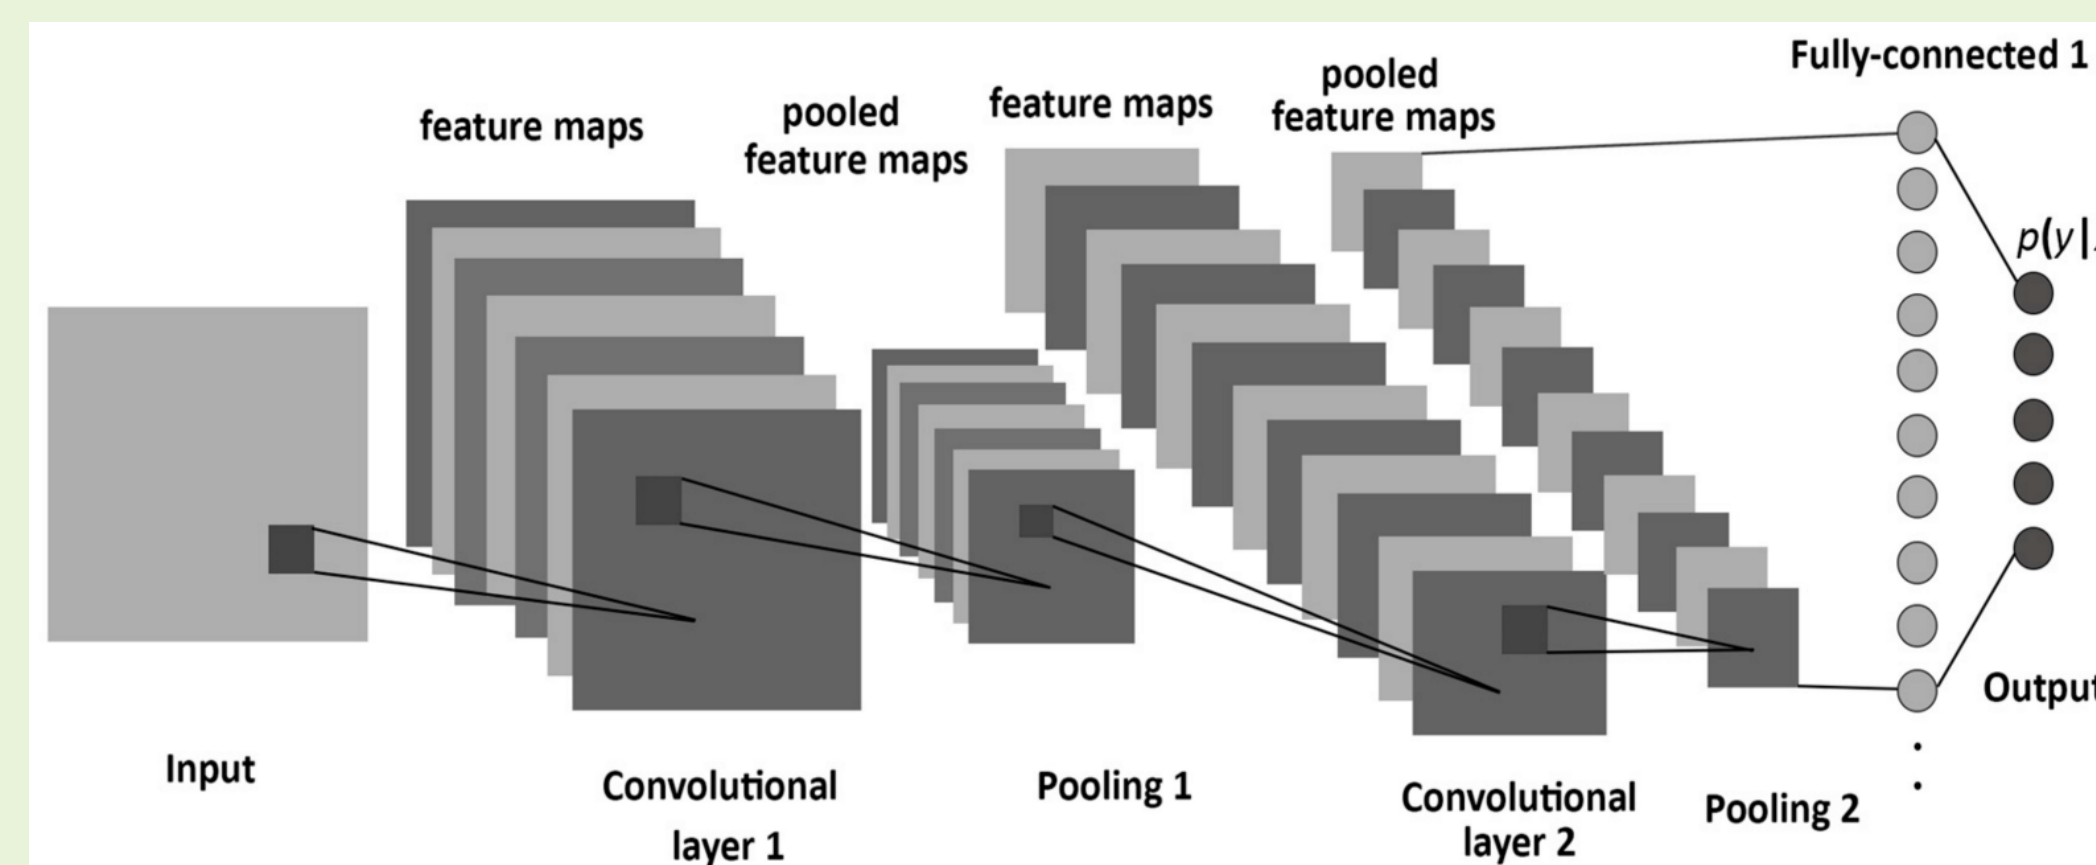 Fully-connected 1
pooled
feature maps
feature maps
pooled
feature maps
feature maps
p(y|
Input
Convolutional
layer 1
Pooling 1
Convolutional
layer 2
Pooling 2
Output